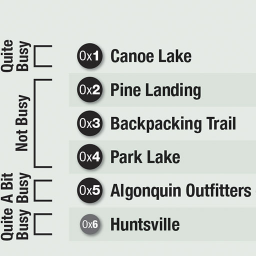 Quite
Busy
0x1 Canoe Lake
Not Busy
0x2 Pine Landing
0x3 Backpacking Trail
0x4 Park Lake
A Bit
Busy
0x5 Algonquin Outfitters
Quite
Busy
0x6 Huntsville